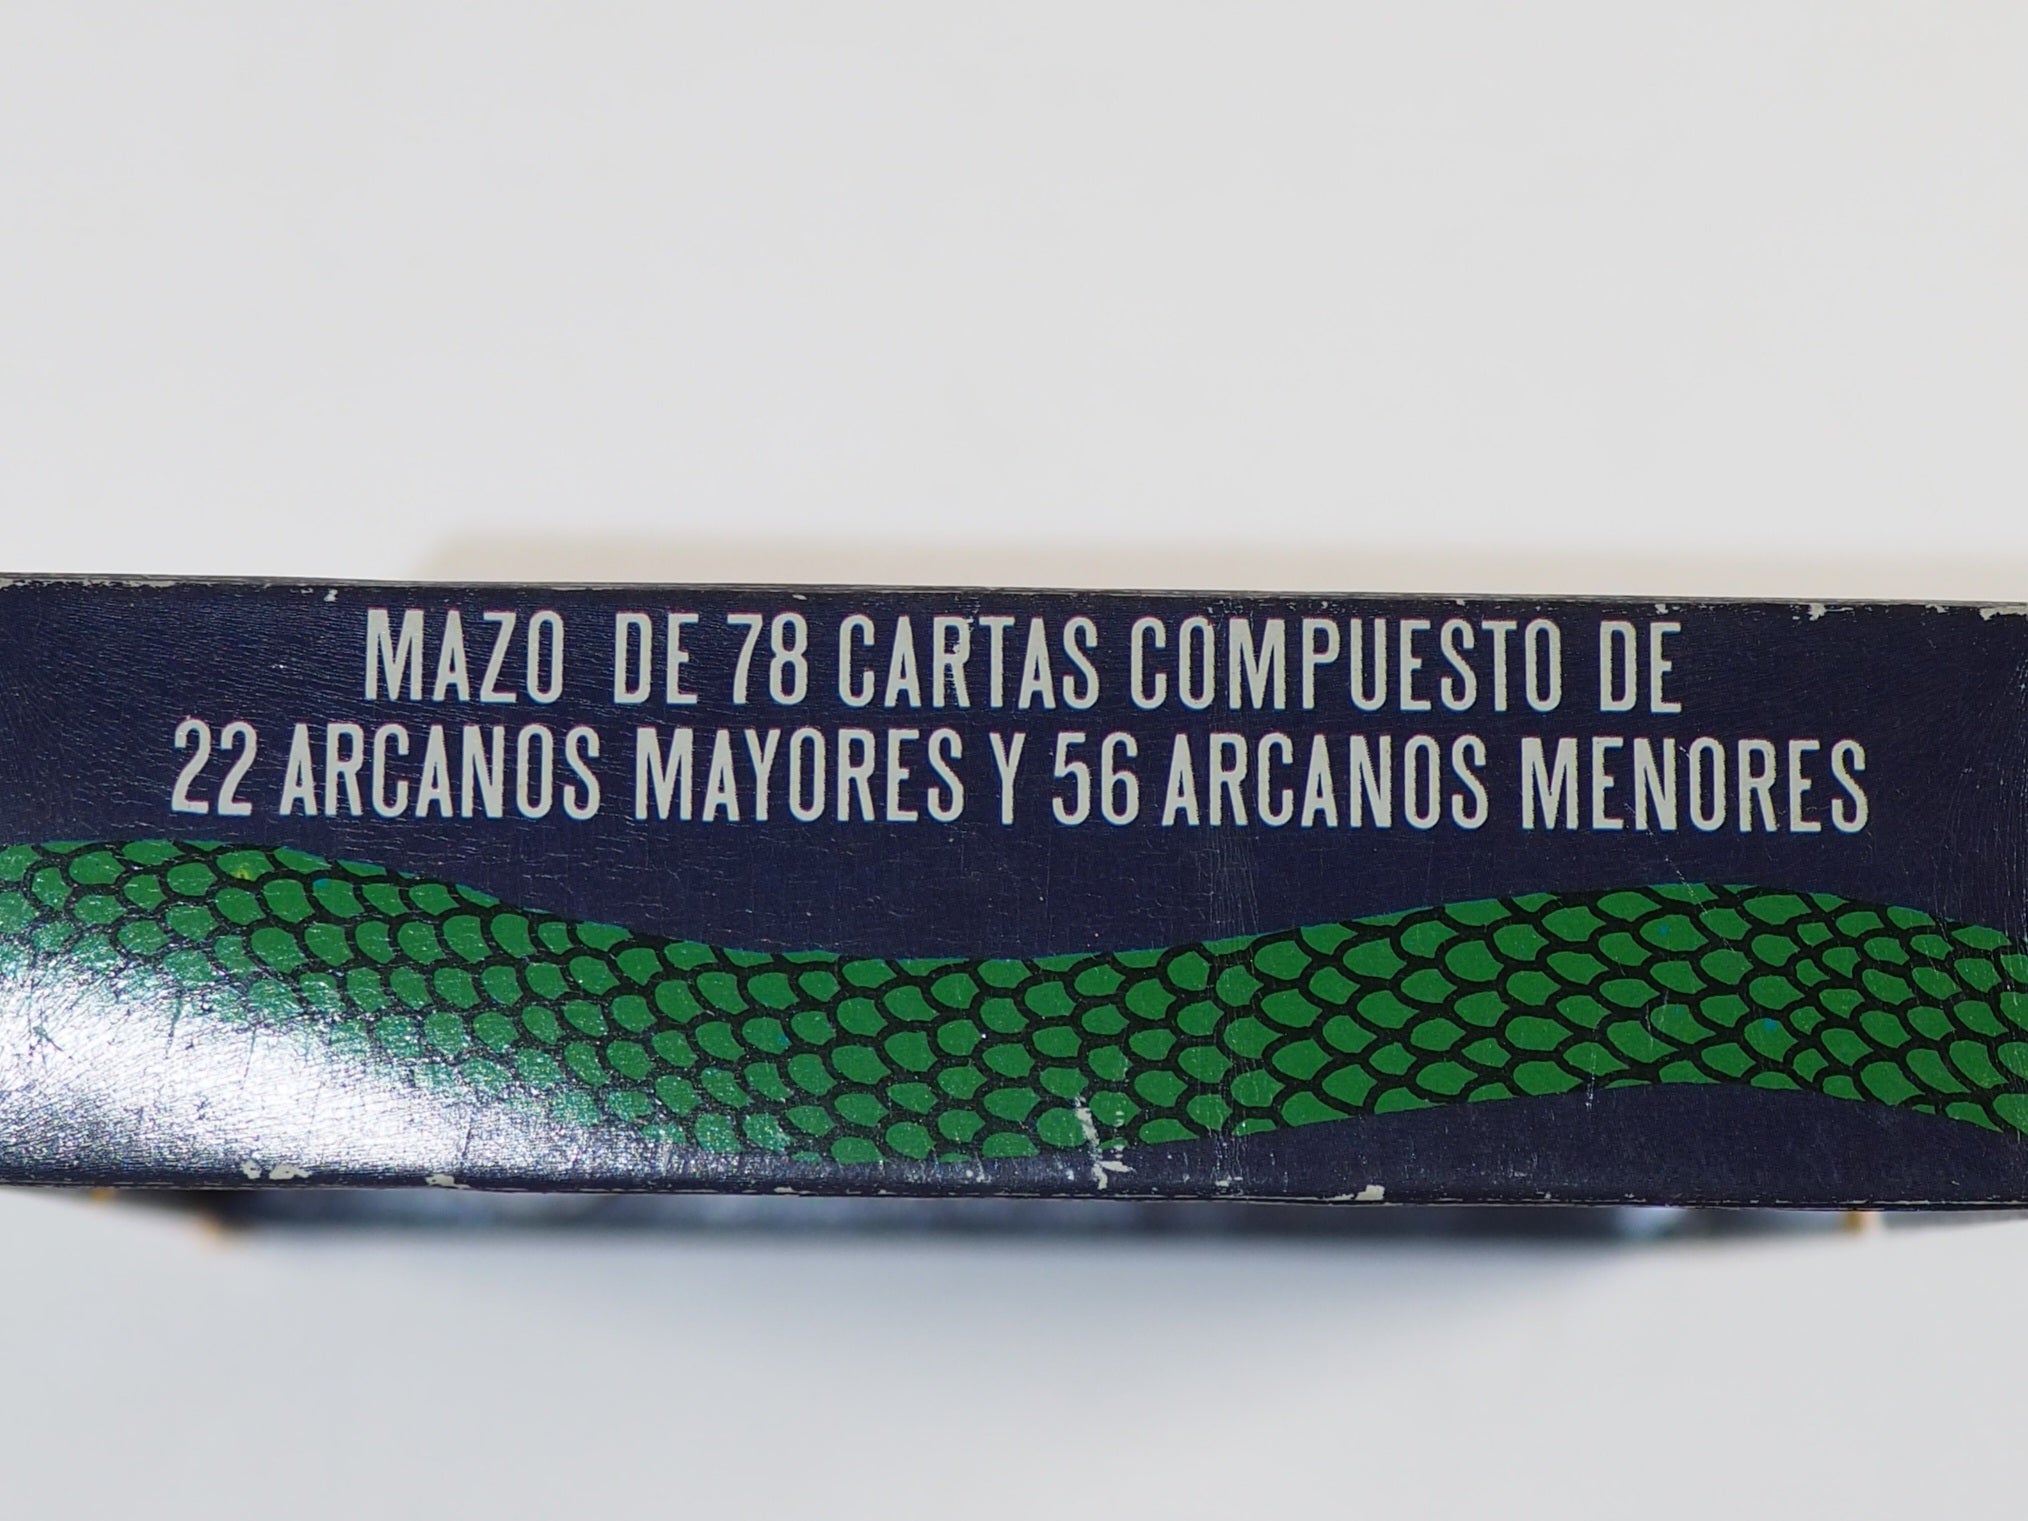 MAZO DE 78 CARTAS COMPUESTO DE
22 ARCANOS MAYORES Y 56 ARCANOS MENORES